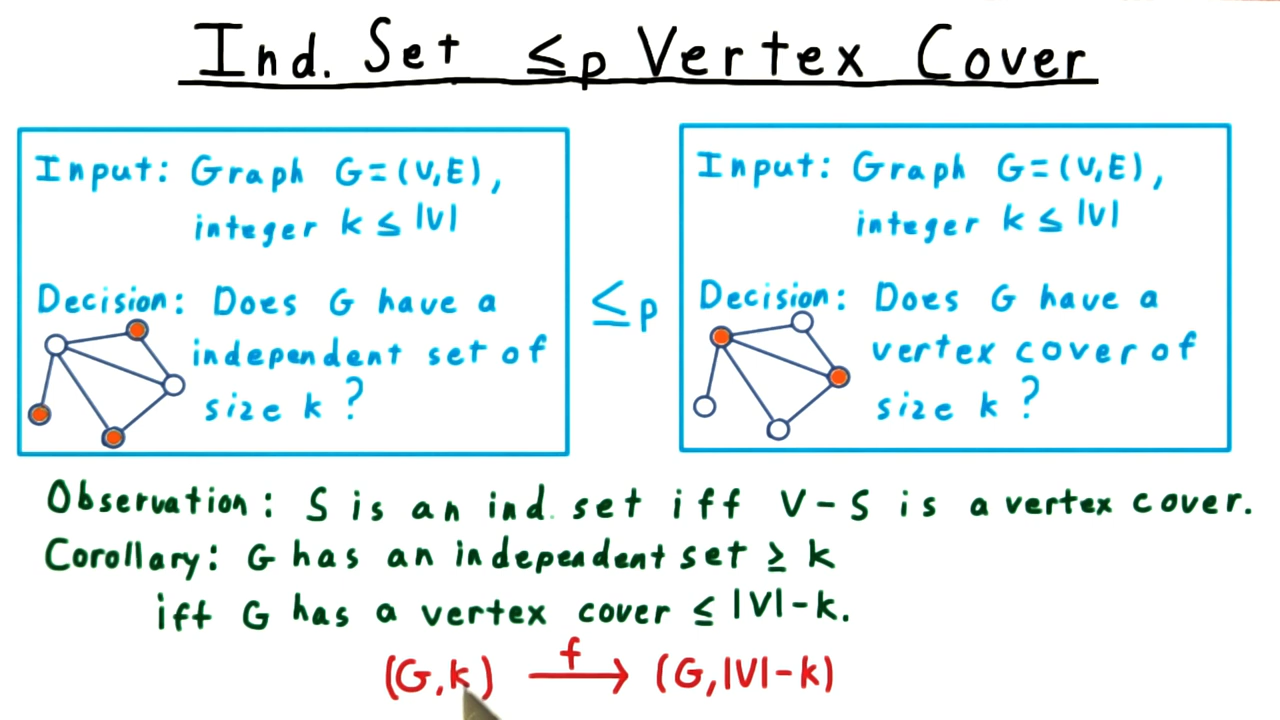 Ind. Set ≤p Vertex Cover
Input: Graph G=(V,E),
integer k ≤ |V|
Decision: Does G have a
independent set of
size k ?
≤p
Input: Graph G=(V,E),
integer k ≤ |V|
Decision: Does G have a
vertex cover of
size k ?
Observation: S is an ind. set iff V-S is a vertex cover.
Corollary: G has an independent set ≥ k
iff G has a vertex cover ≤ |V|-k.
(G,k) f→ (G,|V|-k)